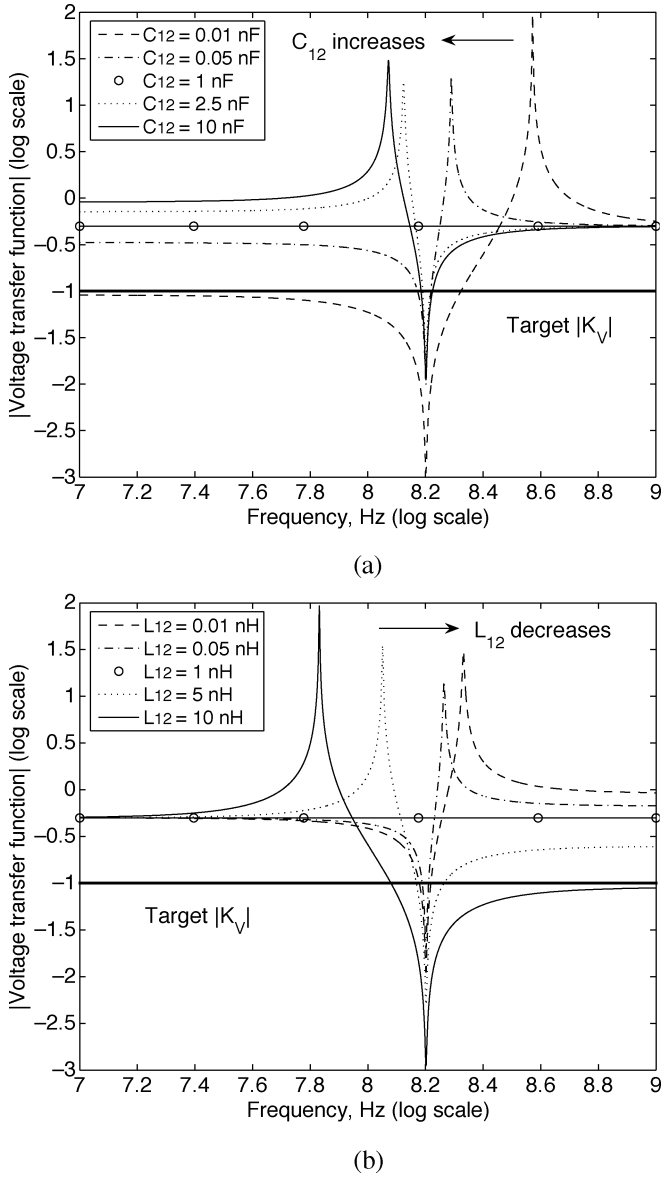 2
1.5
1
0.5
0
−0.5
−1
−1.5
−2
−2.5
−3
|Voltage transfer function| (log scale)
C12 = 0.01 nF
C12 = 0.05 nF
C12 = 1 nF
C12 = 2.5 nF
C12 = 10 nF
C12 increases
Target |KV|
7 7.2 7.4 7.6 7.8 8 8.2 8.4 8.6 8.8 9
Frequency, Hz (log scale)
(a)
2
1.5
1
0.5
0
−0.5
−1
−1.5
−2
−2.5
−3
|Voltage transfer function| (log scale)
L12 = 0.01 nH
L12 = 0.05 nH
L12 = 1 nH
L12 = 5 nH
L12 = 10 nH
L12 decreases
Target |KV|
7 7.2 7.4 7.6 7.8 8 8.2 8.4 8.6 8.8 9
Frequency, Hz (log scale)
(b)